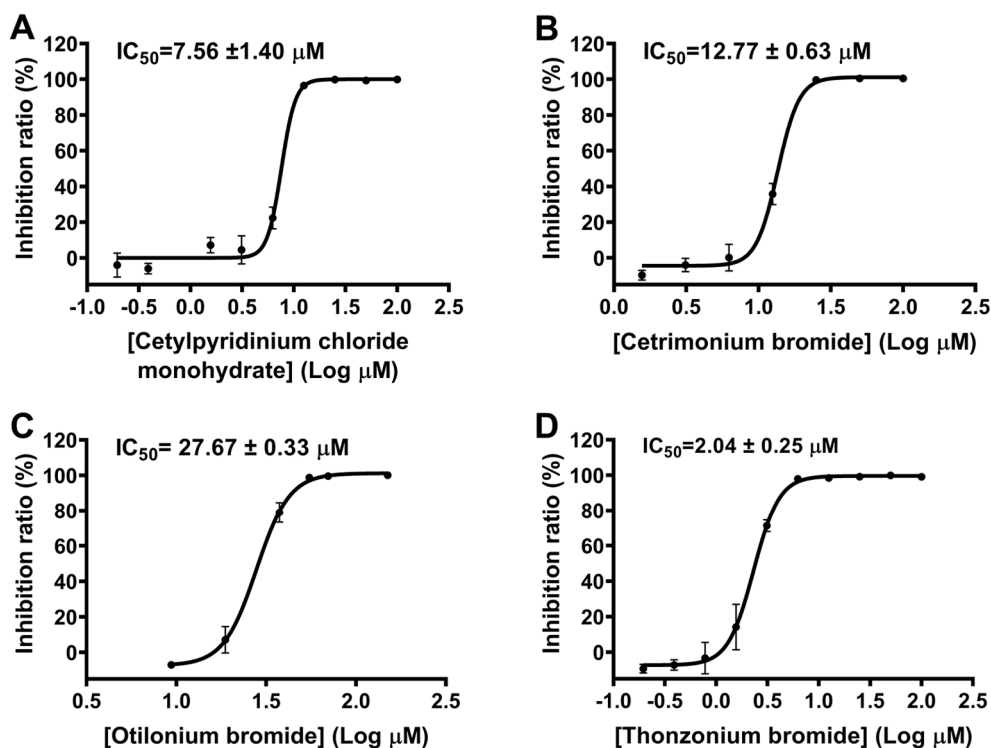 A
IC50=7.56 ±1.40 μM
Inhibition ratio (%)
120
100
80
60
40
20
0
-1.0 -0.5 0.0 0.5 1.0 1.5 2.0 2.5
[Cetylpyridinium chloride
monohydrate] (Log μM)
B
IC50=12.77 ± 0.63 μM
Inhibition ratio (%)
120
100
80
60
40
20
0
0.0 0.5 1.0 1.5 2.0 2.5
[Cetrimonium bromide] (Log μM)
C
IC50= 27.67 ± 0.33 μM
Inhibition ratio (%)
120
100
80
60
40
20
0
0.5 1.0 1.5 2.0 2.5
[Otilonium bromide] (Log μM)
D
IC50=2.04 ± 0.25 μM
Inhibition ratio (%)
120
100
80
60
40
20
0
-1.0 -0.5 0.0 0.5 1.0 1.5 2.0 2.5
[Thonzonium bromide] (Log μM)